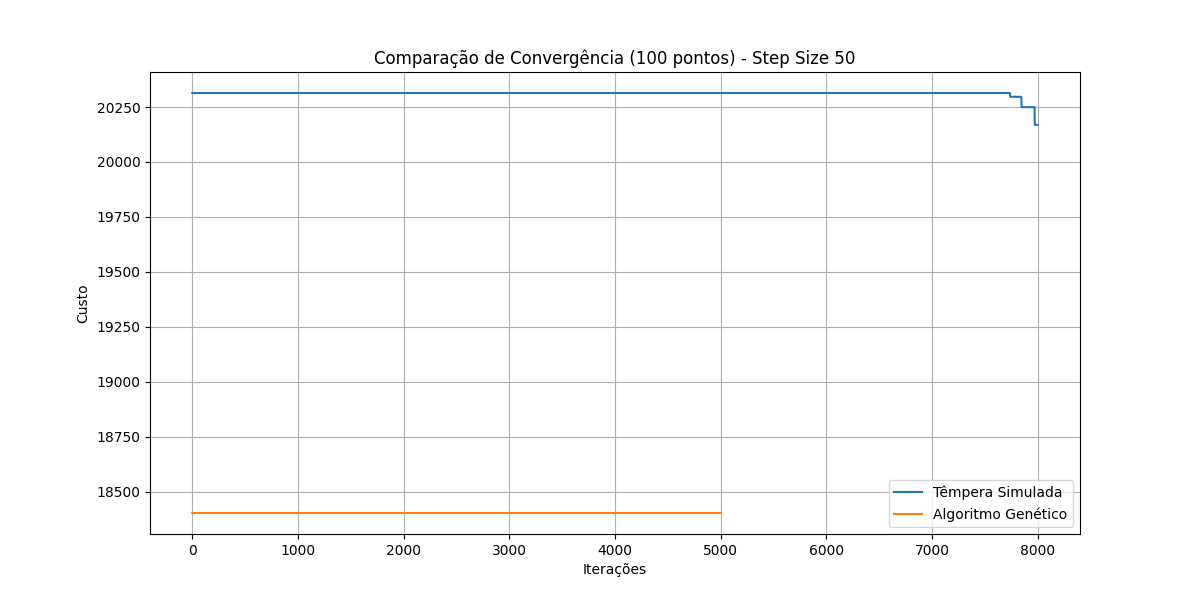 Comparação de Convergência (100 pontos) - Step Size 50
Custo
20250
20000
19750
19500
19250
19000
18750
18500
0 1000 2000 3000 4000 5000 6000 7000 8000
Iterações
Têmpera Simulada
Algoritmo Genético